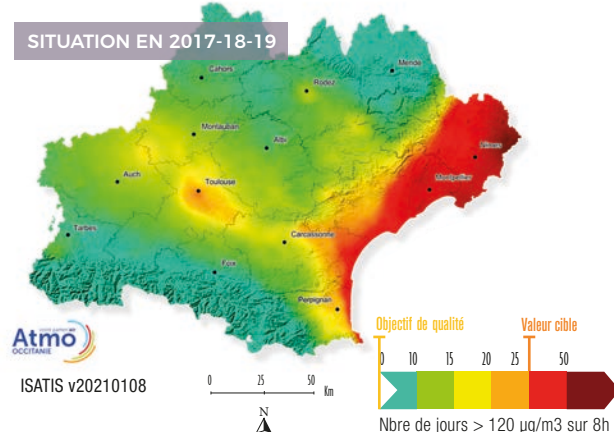 SITUATION EN 2017-18-19
Cahors
Mende
Rodez
Montauban
Albi
Nîmes
Auch
Toulouse
Montpellier
Tarbes
Carcassonne
Foix
Perpignan
Atmo
OCCITANIE
ISATIS v20210108
0 25 50 Km
N
Objectif de qualité Valeur cible
0 10 15 20 25 50
Nbre de jours > 120 µg/m3 sur 8h